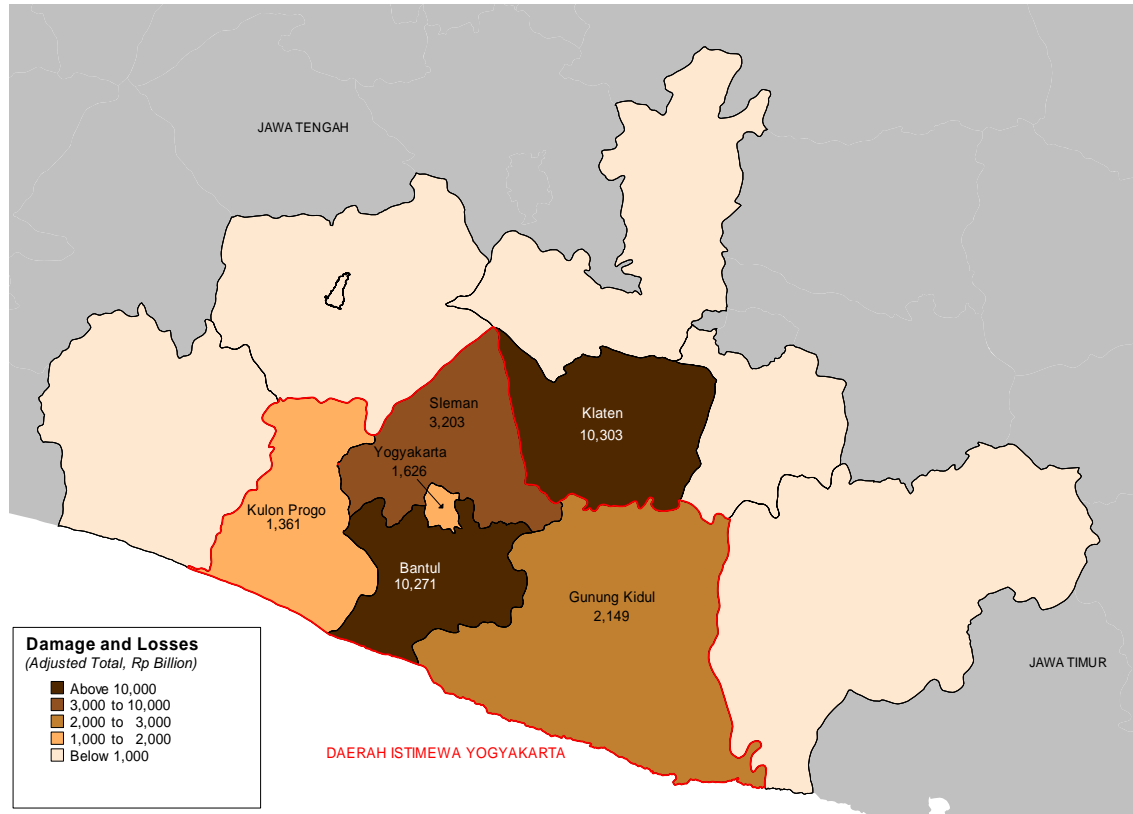 JAWA TENGAH
Sleman
3,203
Klaten
10,303
Yogyakarta
1,626
Kulon Progo
1,361
Bantul
10,271
Gunung Kidul
2,149
JAWA TIMUR
DAERAH ISTIMEWA YOGYAKARTA
Damage and Losses
(Adjusted Total, Rp Billion)
Above 10,000
3,000 to 10,000
2,000 to 3,000
1,000 to 2,000
Below 1,000